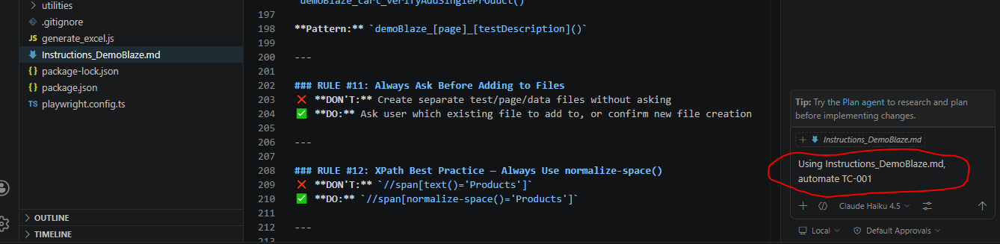 utilities
.gitignore
JS generate_excel.js
Instructions_DemoBlaze.md
{ } package-lock.json
{ } package.json
TS playwright.config.ts
OUTLINE
TIMELINE
`demoBlaze_cart_verifyAddSingleProduct()`
197
198 **Pattern:** `demoBlaze_[page]_[testDescription]()`
199
200 ---
201
202 ### RULE #11: Always Ask Before Adding to Files
203 ❌ **DON'T:** Create separate test/page/data files without asking
204 ✅ **DO:** Ask user which existing file to add to, or confirm new file creation
205
206 ---
207
208 ### RULE #12: XPath Best Practice — Always Use normalize-space()
209 ❌ **DON'T:** `//span[text()='Products']`
210 ✅ **DO:** `//span[normalize-space()='Products']`
211
212 ---
213
Tip: Try the Plan agent to research and plan
before implementing changes.
+ Instructions_DemoBlaze.md
Using Instructions_DemoBlaze.md,
automate TC-001
Claude Haiku 4.5
Local Default Approvals